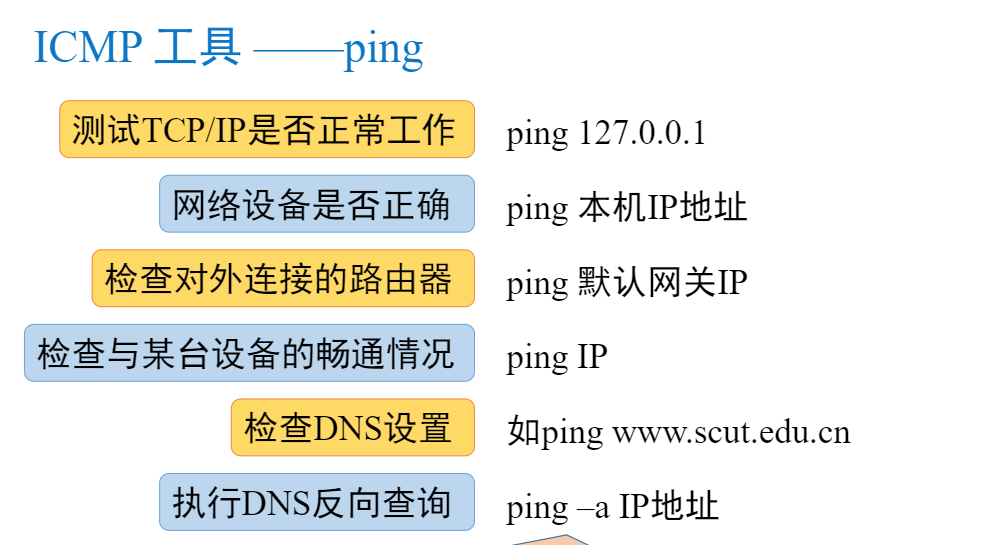 ICMP 工具 ——ping
测试TCP/IP是否正常工作 ping 127.0.0.1
网络设备是否正确 ping 本机IP地址
检查对外连接的路由器 ping 默认网关IP
检查与某台设备的畅通情况 ping IP
检查DNS设置 如ping www.scut.edu.cn
执行DNS反向查询 ping –a IP地址